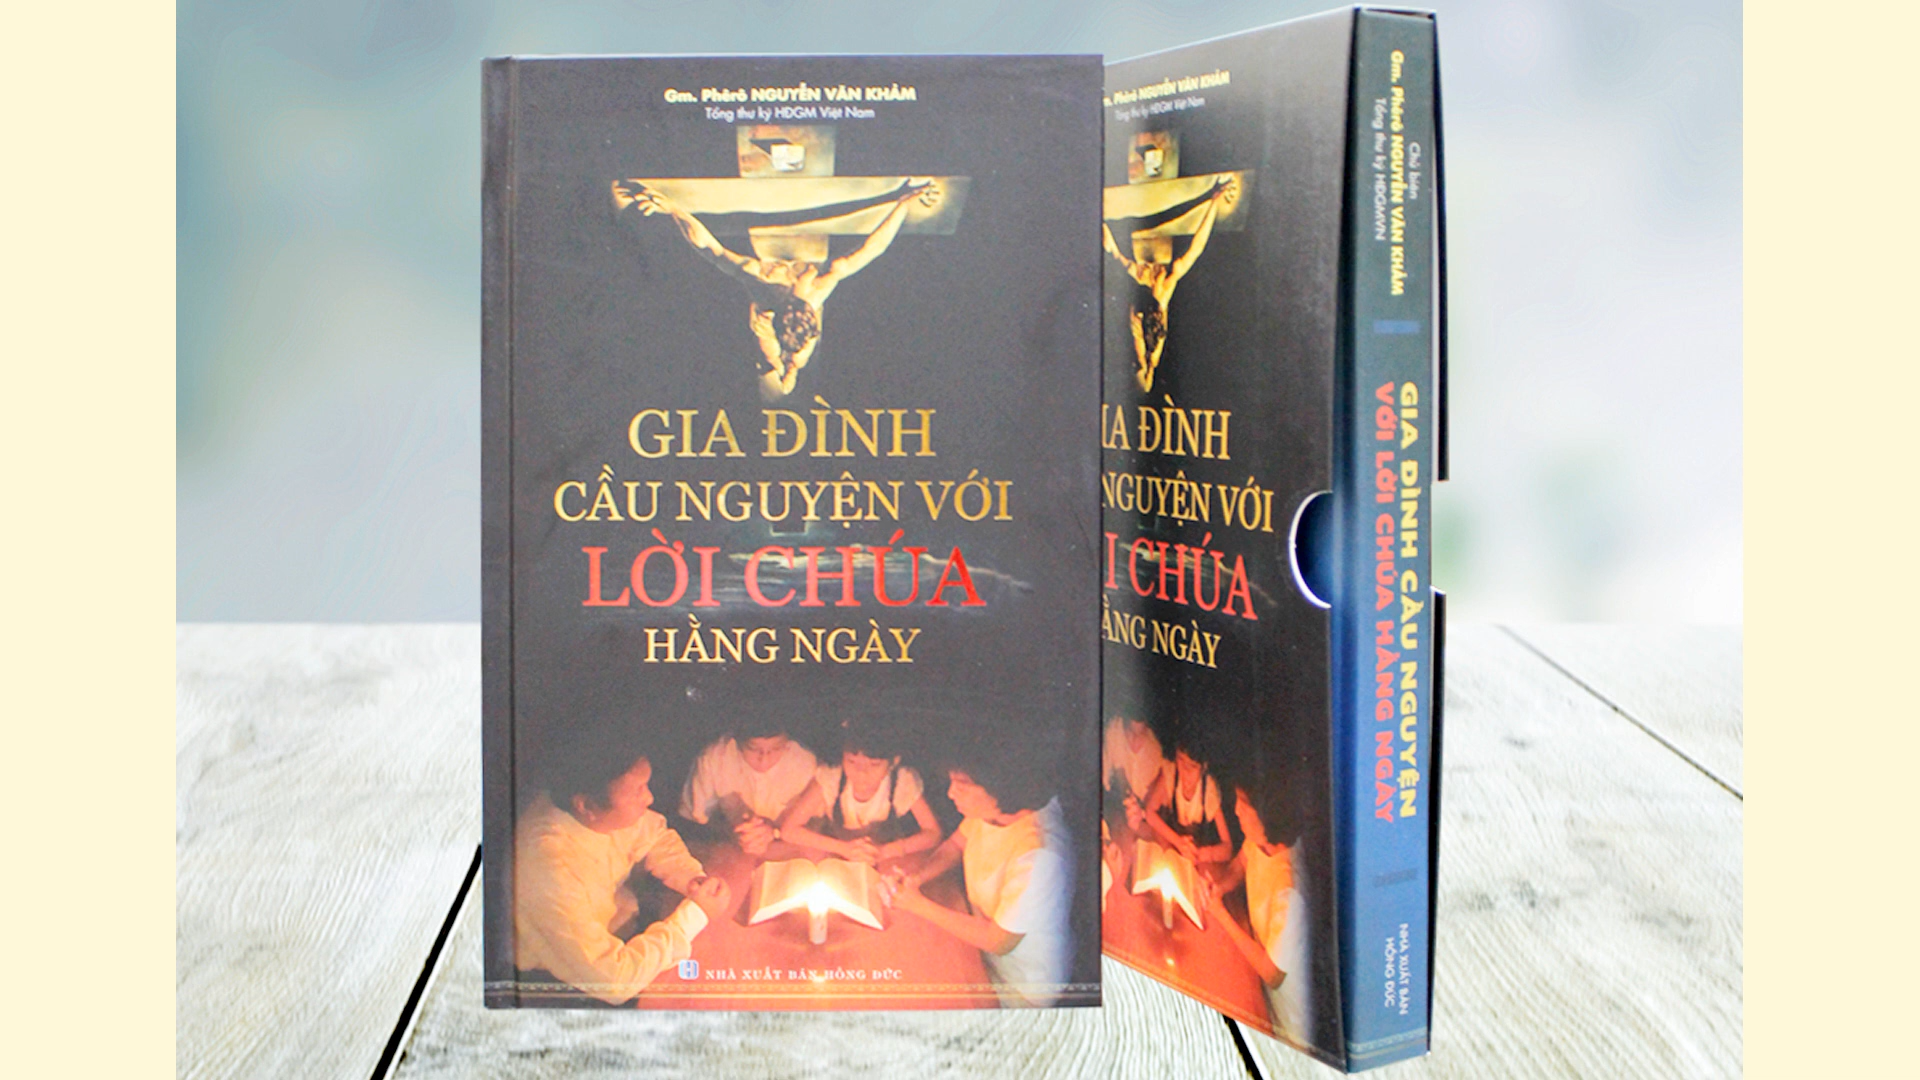 Gm. Phêrô NGUYỄN VĂN KHẢM
Tổng thư ký HĐGM Việt Nam
GIA ĐÌNH
CẦU NGUYỆN VỚI
LỜI CHÚA
HẰNG NGÀY
NHÀ XUẤT BẢN HỒNG ĐỨC
Phêrô NGUYỄN VĂN KHẢM
Tổng thư ký HĐGM Việt Nam
ĐÌNH
NGUYỆN VỚI
CHÚA
NGÀY
Chủ biên
Gm. Phêrô NGUYỄN VĂN KHẢM
Tổng thư ký HĐGMVN
GIA ĐÌNH CẦU NGUYỆN
VỚI LỜI CHÚA HẰNG NGÀY
NHÀ XUẤT BẢN
HỒNG ĐỨC